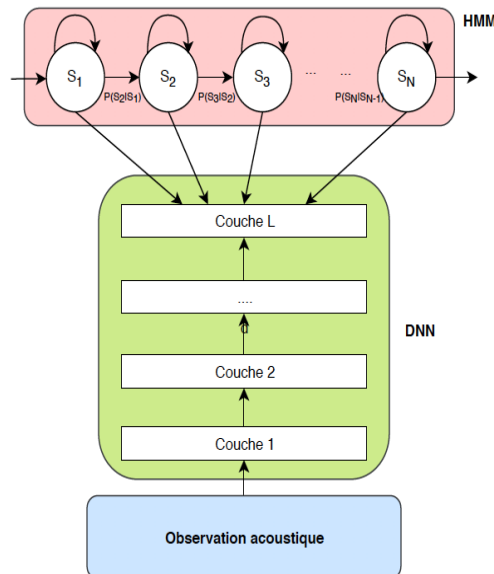 HMM
S1 S2 S3 ... ... SN
P(S2|S1) P(S3|S2) P(SN|SN-1)
Couche L
....
d
DNN
Couche 2
Couche 1
Observation acoustique